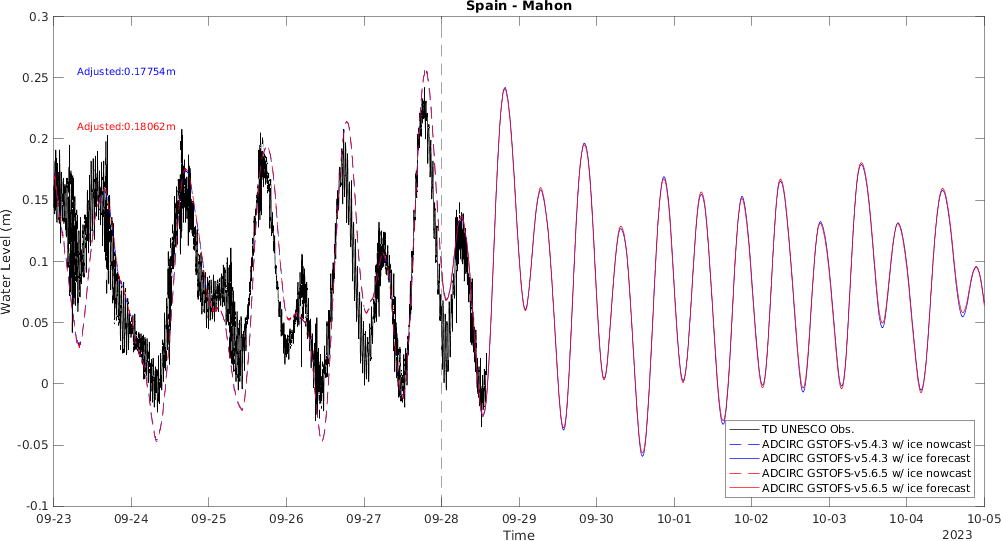 Spain - Mahon
0.3
0.25
0.2
0.15
0.1
0.05
0
-0.05
-0.1
Water Level (m)
Adjusted:0.17754m
Adjusted:0.18062m
TD UNESCO Obs.
ADCIRC GSTOFS-v5.4.3 w/ ice nowcast
ADCIRC GSTOFS-v5.4.3 w/ ice forecast
ADCIRC GSTOFS-v5.6.5 w/ ice nowcast
ADCIRC GSTOFS-v5.6.5 w/ ice forecast
09-23 09-24 09-25 09-26 09-27 09-28 09-29 09-30 10-01 10-02 10-03 10-04 10-05
Time
2023